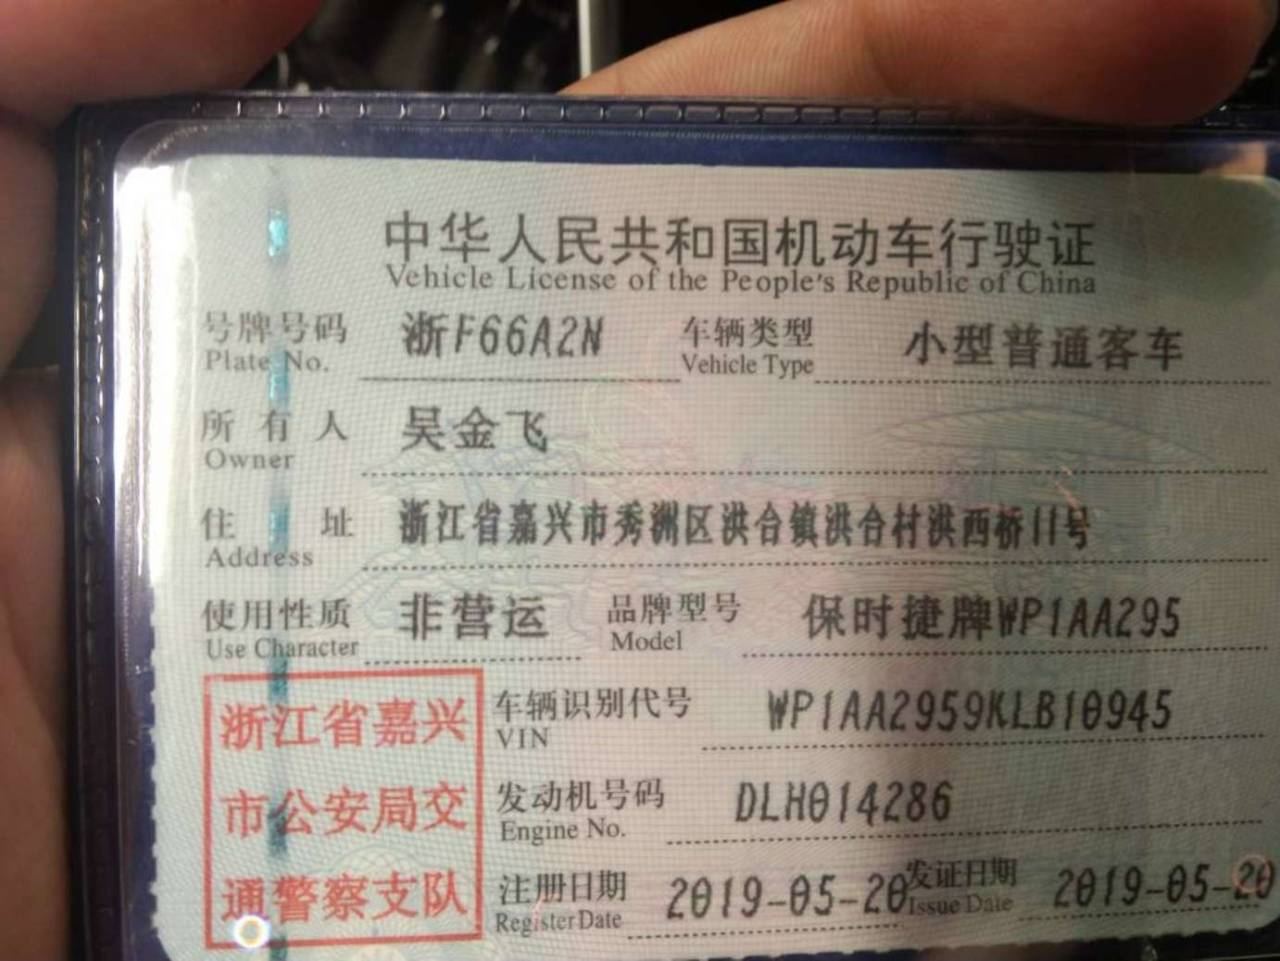 中华人民共和国机动车行驶证
Vehicle License of the People's Republic of China
号牌号码 浙F66A2N 车辆类型 小型普通客车
Plate No. Vehicle Type
所有人 吴金飞
Owner
住址 浙江省嘉兴市秀洲区洪合镇洪合村洪西桥11号
Address
使用性质 非营运 品牌型号 保时捷牌WP1AA295
Use Character Model
浙江省嘉兴 车辆识别代号 WP1AA2959KLB10945
VIN
市公安局交 发动机号码 DLH014286
Engine No.
通警察支队 注册日期 2019-05-20 发证日期 2019-05-20
Register Date Issue Date